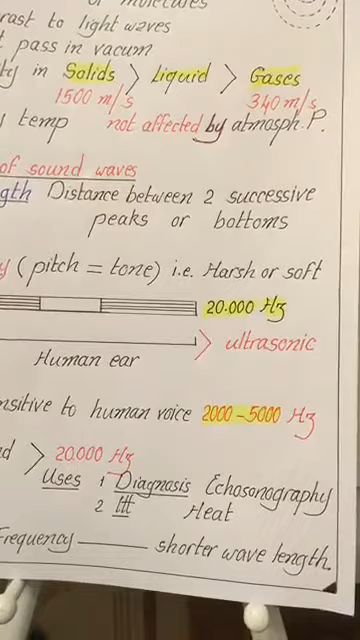 of molecules
rast to light waves
t pass in vacum
ty in Solids > liquid > Gases
1500 m/s 340 m/s
temp not affected by atmosph. P.
of sound waves
gth Distance between 2 successive
peaks or bottoms
y (pitch = tone) i.e. Harsh or soft
20.000 Hz
> ultrasonic
Human ear
nsitive to human voice 2000-5000 Hz
d > 20.000 Hz
Uses 1 Diagnosis Echosonography
2 ttt Heat
Frequency — shorter wave length.